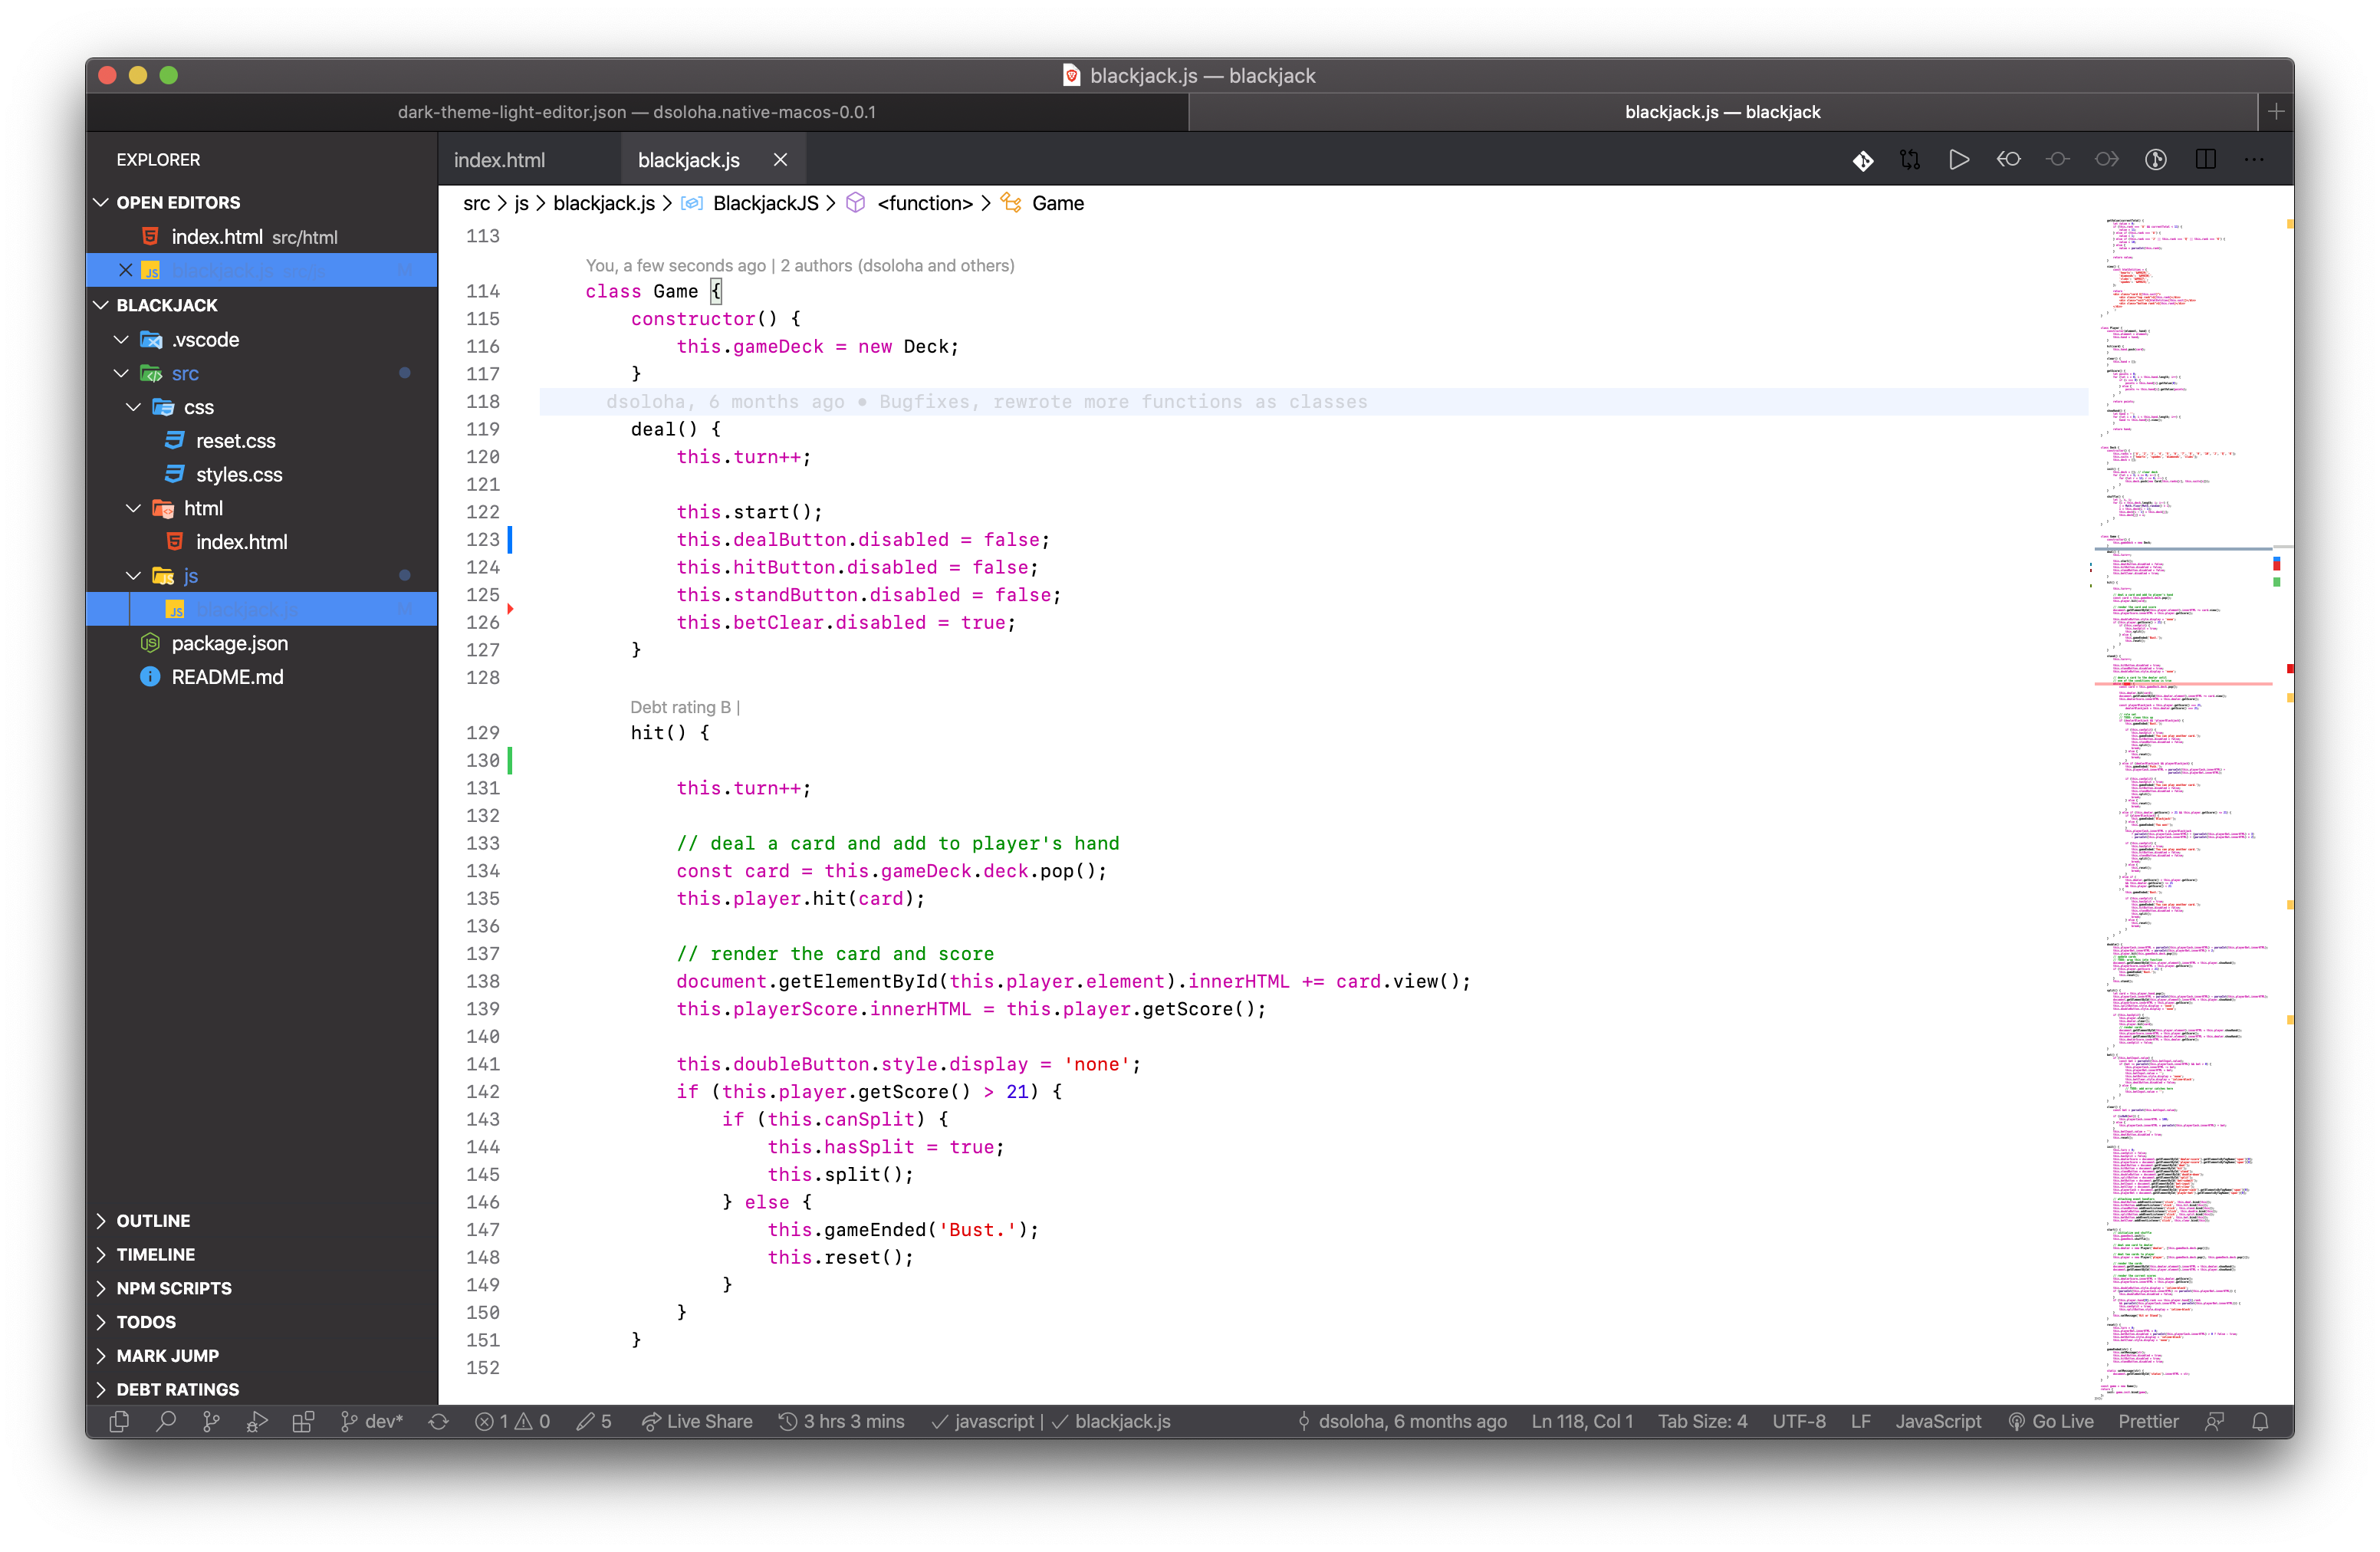 blackjack.js — blackjack
dark-theme-light-editor.json — dsoloha.native-macos-0.0.1
blackjack.js — blackjack
EXPLORER
index.html
blackjack.js
OPEN EDITORS
index.html src/html
blackjack.js src/js M
BLACKJACK
.vscode
src
css
reset.css
styles.css
html
index.html
js
blackjack.js M
package.json
README.md
OUTLINE
TIMELINE
NPM SCRIPTS
TODOS
MARK JUMP
DEBT RATINGS
src > js > blackjack.js > BlackjackJS > <function> > Game
113
You, a few seconds ago | 2 authors (dsoloha and others)
114 class Game {
115 constructor() {
116 this.gameDeck = new Deck;
117 }
118 dsoloha, 6 months ago • Bugfixes, rewrote more functions as classes
119 deal() {
120 this.turn++;
121
122 this.start();
123 this.dealButton.disabled = false;
124 this.hitButton.disabled = false;
125 this.standButton.disabled = false;
126 this.betClear.disabled = true;
127 }
128
Debt rating B |
129 hit() {
130
131 this.turn++;
132
133 // deal a card and add to player's hand
134 const card = this.gameDeck.deck.pop();
135 this.player.hit(card);
136
137 // render the card and score
138 document.getElementById(this.player.element).innerHTML += card.view();
139 this.playerScore.innerHTML = this.player.getScore();
140
141 this.doubleButton.style.display = 'none';
142 if (this.player.getScore() > 21) {
143 if (this.canSplit) {
144 this.hasSplit = true;
145 this.split();
146 } else {
147 this.gameEnded('Bust.');
148 this.reset();
149 }
150 }
151 }
152
dev* 1 0 5 Live Share 3 hrs 3 mins javascript | blackjack.js dsoloha, 6 months ago Ln 118, Col 1 Tab Size: 4 UTF-8 LF JavaScript Go Live Prettier